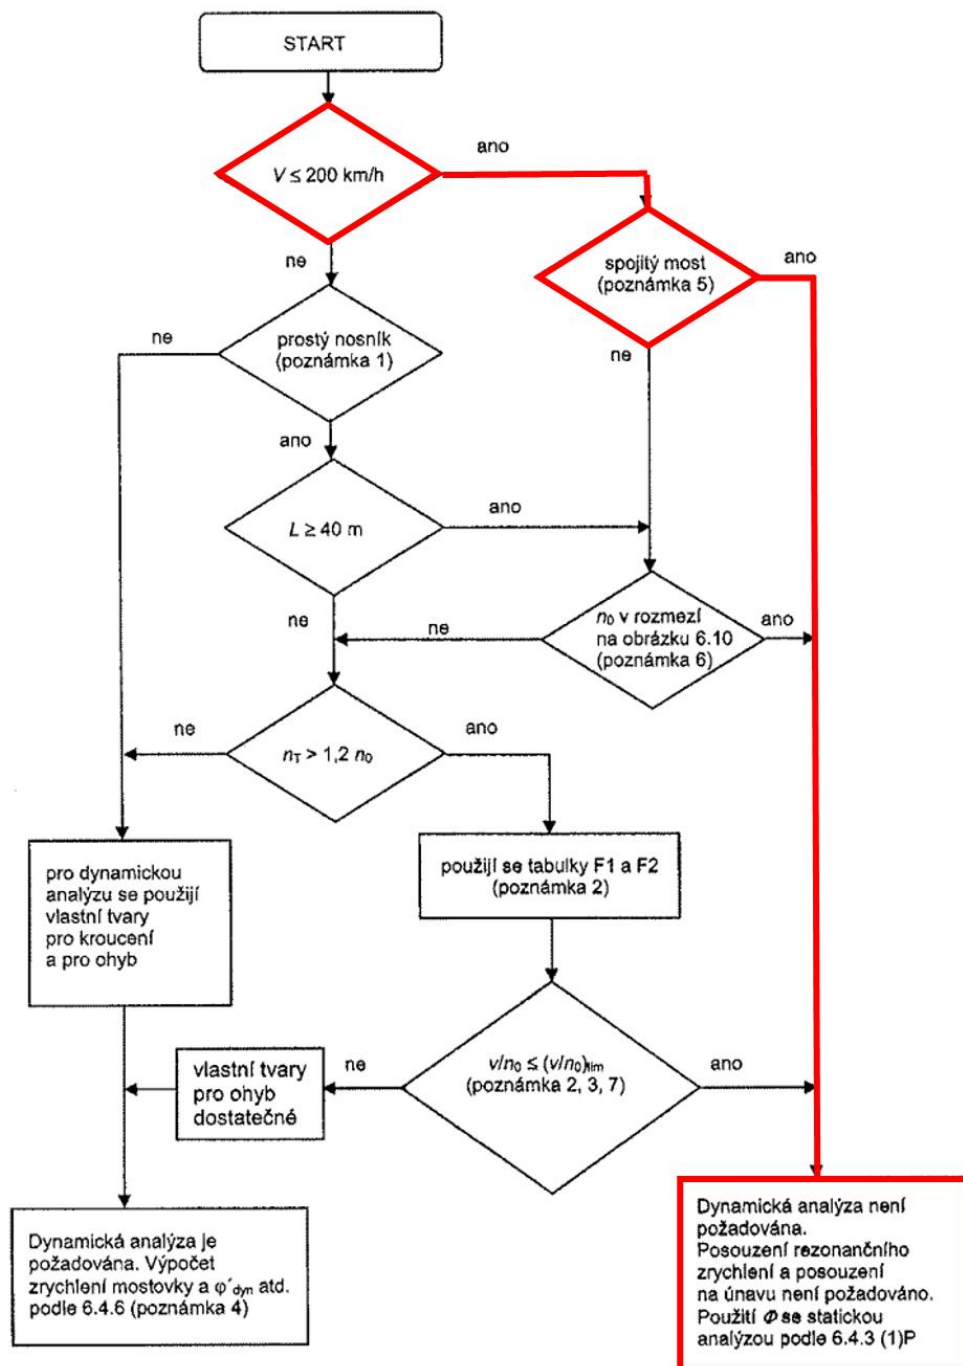 START
ano
V ≤ 200 km/h
ne
spojitý most
(poznámka 5)
ano
ne
prostý nosník
(poznámka 1)
ne
ano
L ≥ 40 m
ano
ne
ne
n₀ v rozmezí
na obrázku 6.10
(poznámka 6)
ano
ne
n_T > 1,2 n₀
ano
pro dynamickou
analýzu se použijí
vlastní tvary
pro kroucení
a pro ohyb
použijí se tabulky F1 a F2
(poznámka 2)
vlastní tvary
pro ohyb
dostatečné
ne
v/n₀ ≤ (v/n₀)lim
(poznámka 2, 3, 7)
ano
Dynamická analýza je
požadována. Výpočet
zrychlení mostovky a φ´dyn atd.
podle 6.4.6 (poznámka 4)
Dynamická analýza není
požadována.
Posouzení rezonančního
zrychlení a posouzení
na únavu není požadováno.
Použití Φ se statickou
analýzou podle 6.4.3 (1)P